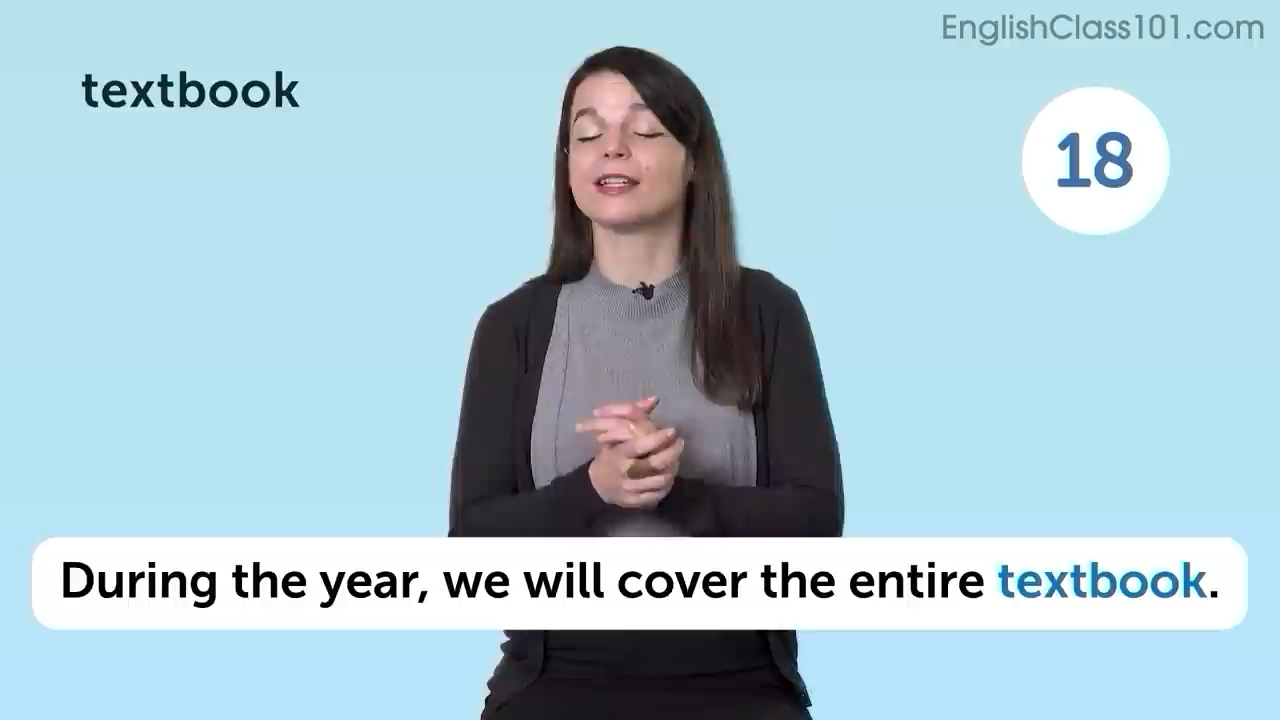 EnglishClass101.com
textbook
18
During the year, we will cover the entire textbook.